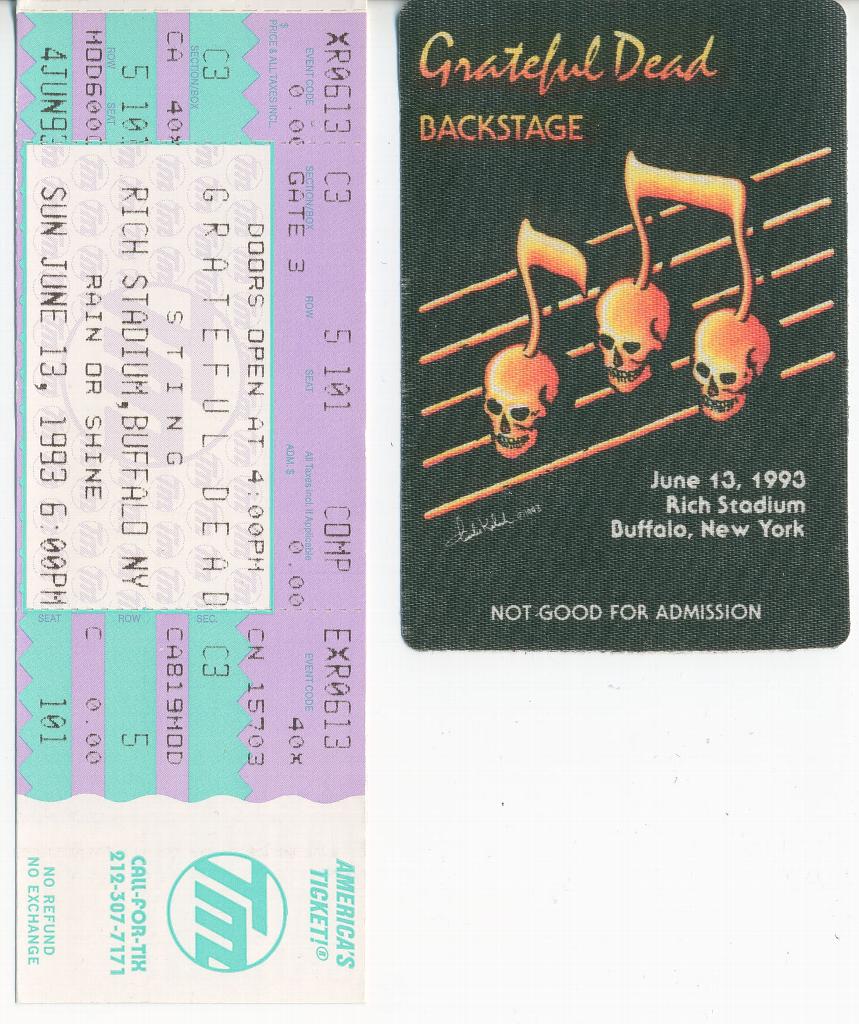 XR0613 C3 5 101 COMP EXR0613
EVENT CODE SECTION/BOX ROW SEAT ADM. $ All Taxes Incl. If Applicable EVENT CODE
$ 0.00 GATE 3 0.00 40X
PRICE & ALL TAXES INCL.
DOORS OPEN AT 4:00PM CN 15703
C3 GRATEFUL DEAD SEC. C3
SECTION/BOX
CA 40X STING CA819MOD
5 101 RICH STADIUM,BUFFALO NY ROW 5
ROW SEAT
MOD600C RAIN OR SHINE C 0.00
4JUN93 SUN JUNE 13, 1993 6:00PM SEAT 101
AMERICA'S
TICKET!®
TM
CALL-FOR-TIX
212-307-7171
NO REFUND
NO EXCHANGE
Grateful Dead
BACKSTAGE
June 13, 1993
Rich Stadium
Buffalo, New York
©1993
NOT GOOD FOR ADMISSION